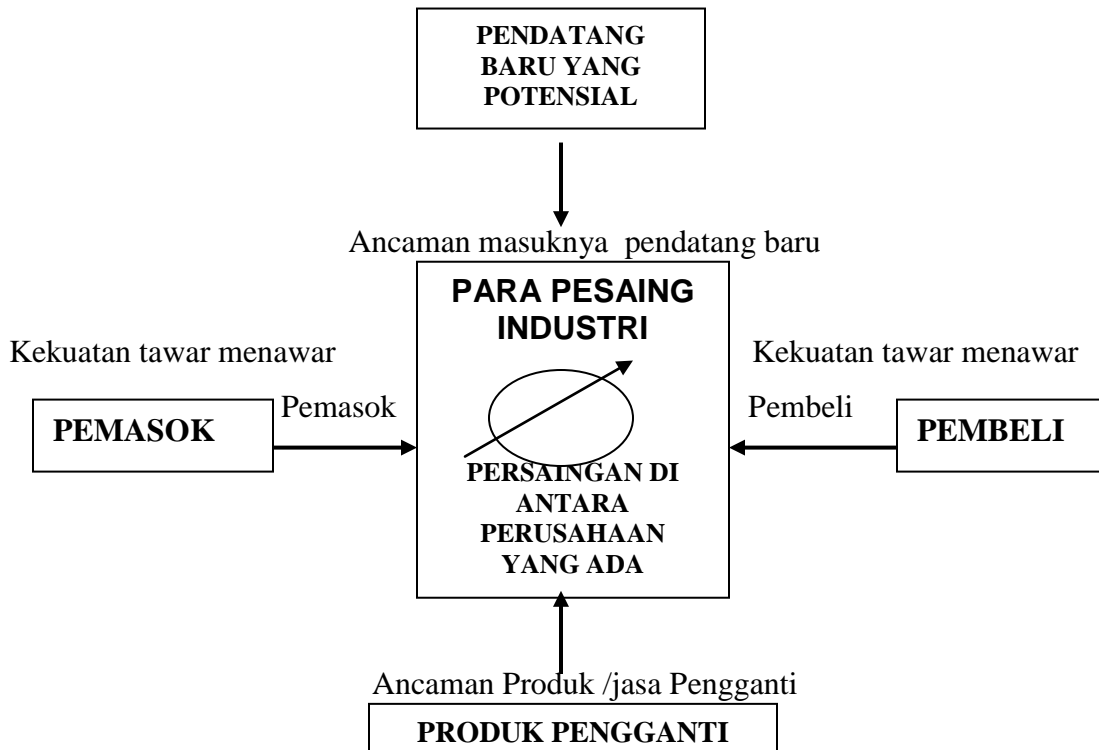 PENDATANG
BARU YANG
POTENSIAL
Ancaman masuknya pendatang baru
PARA PESAING
INDUSTRI
Kekuatan tawar menawar
Pemasok
PEMASOK
Kekuatan tawar menawar
Pembeli
PEMBELI
PERSAINGAN DI
ANTARA
PERUSAHAAN
YANG ADA
Ancaman Produk /jasa Pengganti
PRODUK PENGGANTI